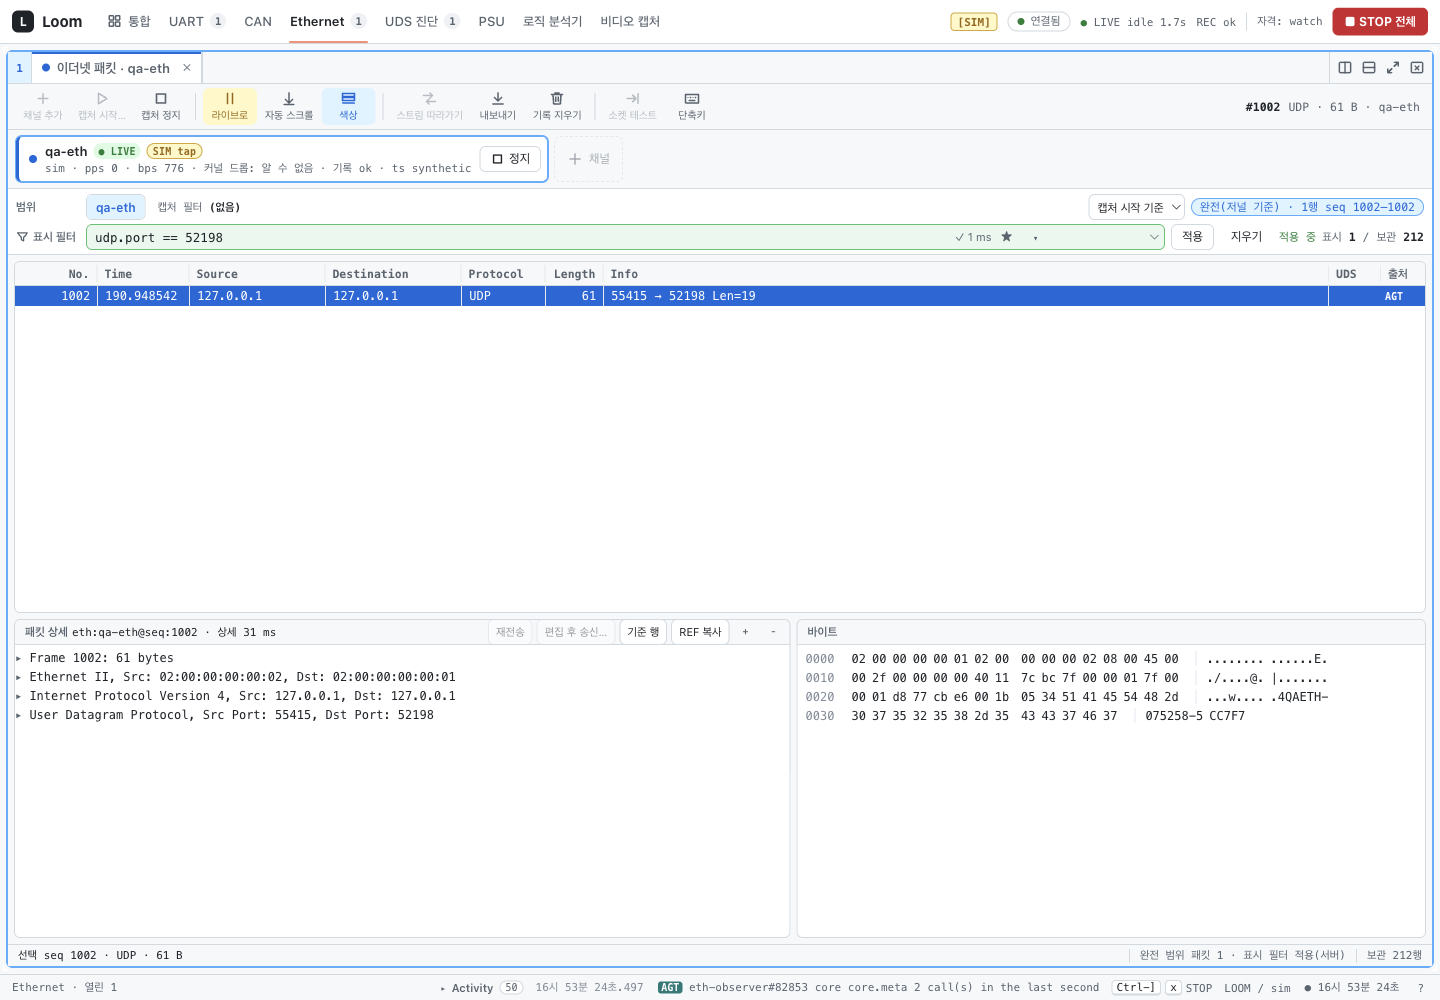 L Loom 통합 UART 1 CAN Ethernet 1 UDS 진단 1 PSU 로직 분석기 비디오 캡처 [SIM] 연결됨 LIVE idle 1.7s REC ok 자격: watch STOP 전체
1 이더넷 패킷 · qa-eth ×
채널 추가 캡처 시작... 캡처 정지 라이브로 자동 스크롤 색상 스트림 따라가기 내보내기 기록 지우기 소켓 테스트 단축키 #1002 UDP · 61 B · qa-eth
qa-eth ● LIVE SIM tap
sim · pps 0 · bps 776 · 커널 드롭: 알 수 없음 · 기록 ok · ts synthetic 정지 + 채널
범위 qa-eth 캡처 필터 (없음) 캡처 시작 기준 완전(저널 기준) · 1행 seq 1002–1002
표시 필터 udp.port == 52198 ✓ 1 ms ★ ▾ 적용 지우기 적용 중 표시 1 / 보관 212
No. Time Source Destination Protocol Length Info UDS 출처
1002 190.948542 127.0.0.1 127.0.0.1 UDP 61 55415 → 52198 Len=19 AGT
패킷 상세 eth:qa-eth@seq:1002 · 상세 31 ms 재전송 편집 후 송신... 기준 행 REF 복사 + -
▸ Frame 1002: 61 bytes
▸ Ethernet II, Src: 02:00:00:00:00:02, Dst: 02:00:00:00:00:01
▸ Internet Protocol Version 4, Src: 127.0.0.1, Dst: 127.0.0.1
▸ User Datagram Protocol, Src Port: 55415, Dst Port: 52198
바이트
0000 02 00 00 00 00 01 02 00 00 00 00 02 08 00 45 00 ........ ......E.
0010 00 2f 00 00 00 00 40 11 7c bc 7f 00 00 01 7f 00 ./....@. |.......
0020 00 01 d8 77 cb e6 00 1b 05 34 51 41 45 54 48 2d ...w.... .4QAETH-
0030 30 37 35 32 35 38 2d 35 43 43 37 46 37 075258-5 CC7F7
선택 seq 1002 · UDP · 61 B 완전 범위 패킷 1 · 표시 필터 적용(서버) 보관 212행
Ethernet · 열린 1 ▸ Activity 50 16시 53분 24초.497 AGT eth-observer#82853 core core.meta 2 call(s) in the last second Ctrl-] x STOP LOOM / sim ● 16시 53분 24초 ?